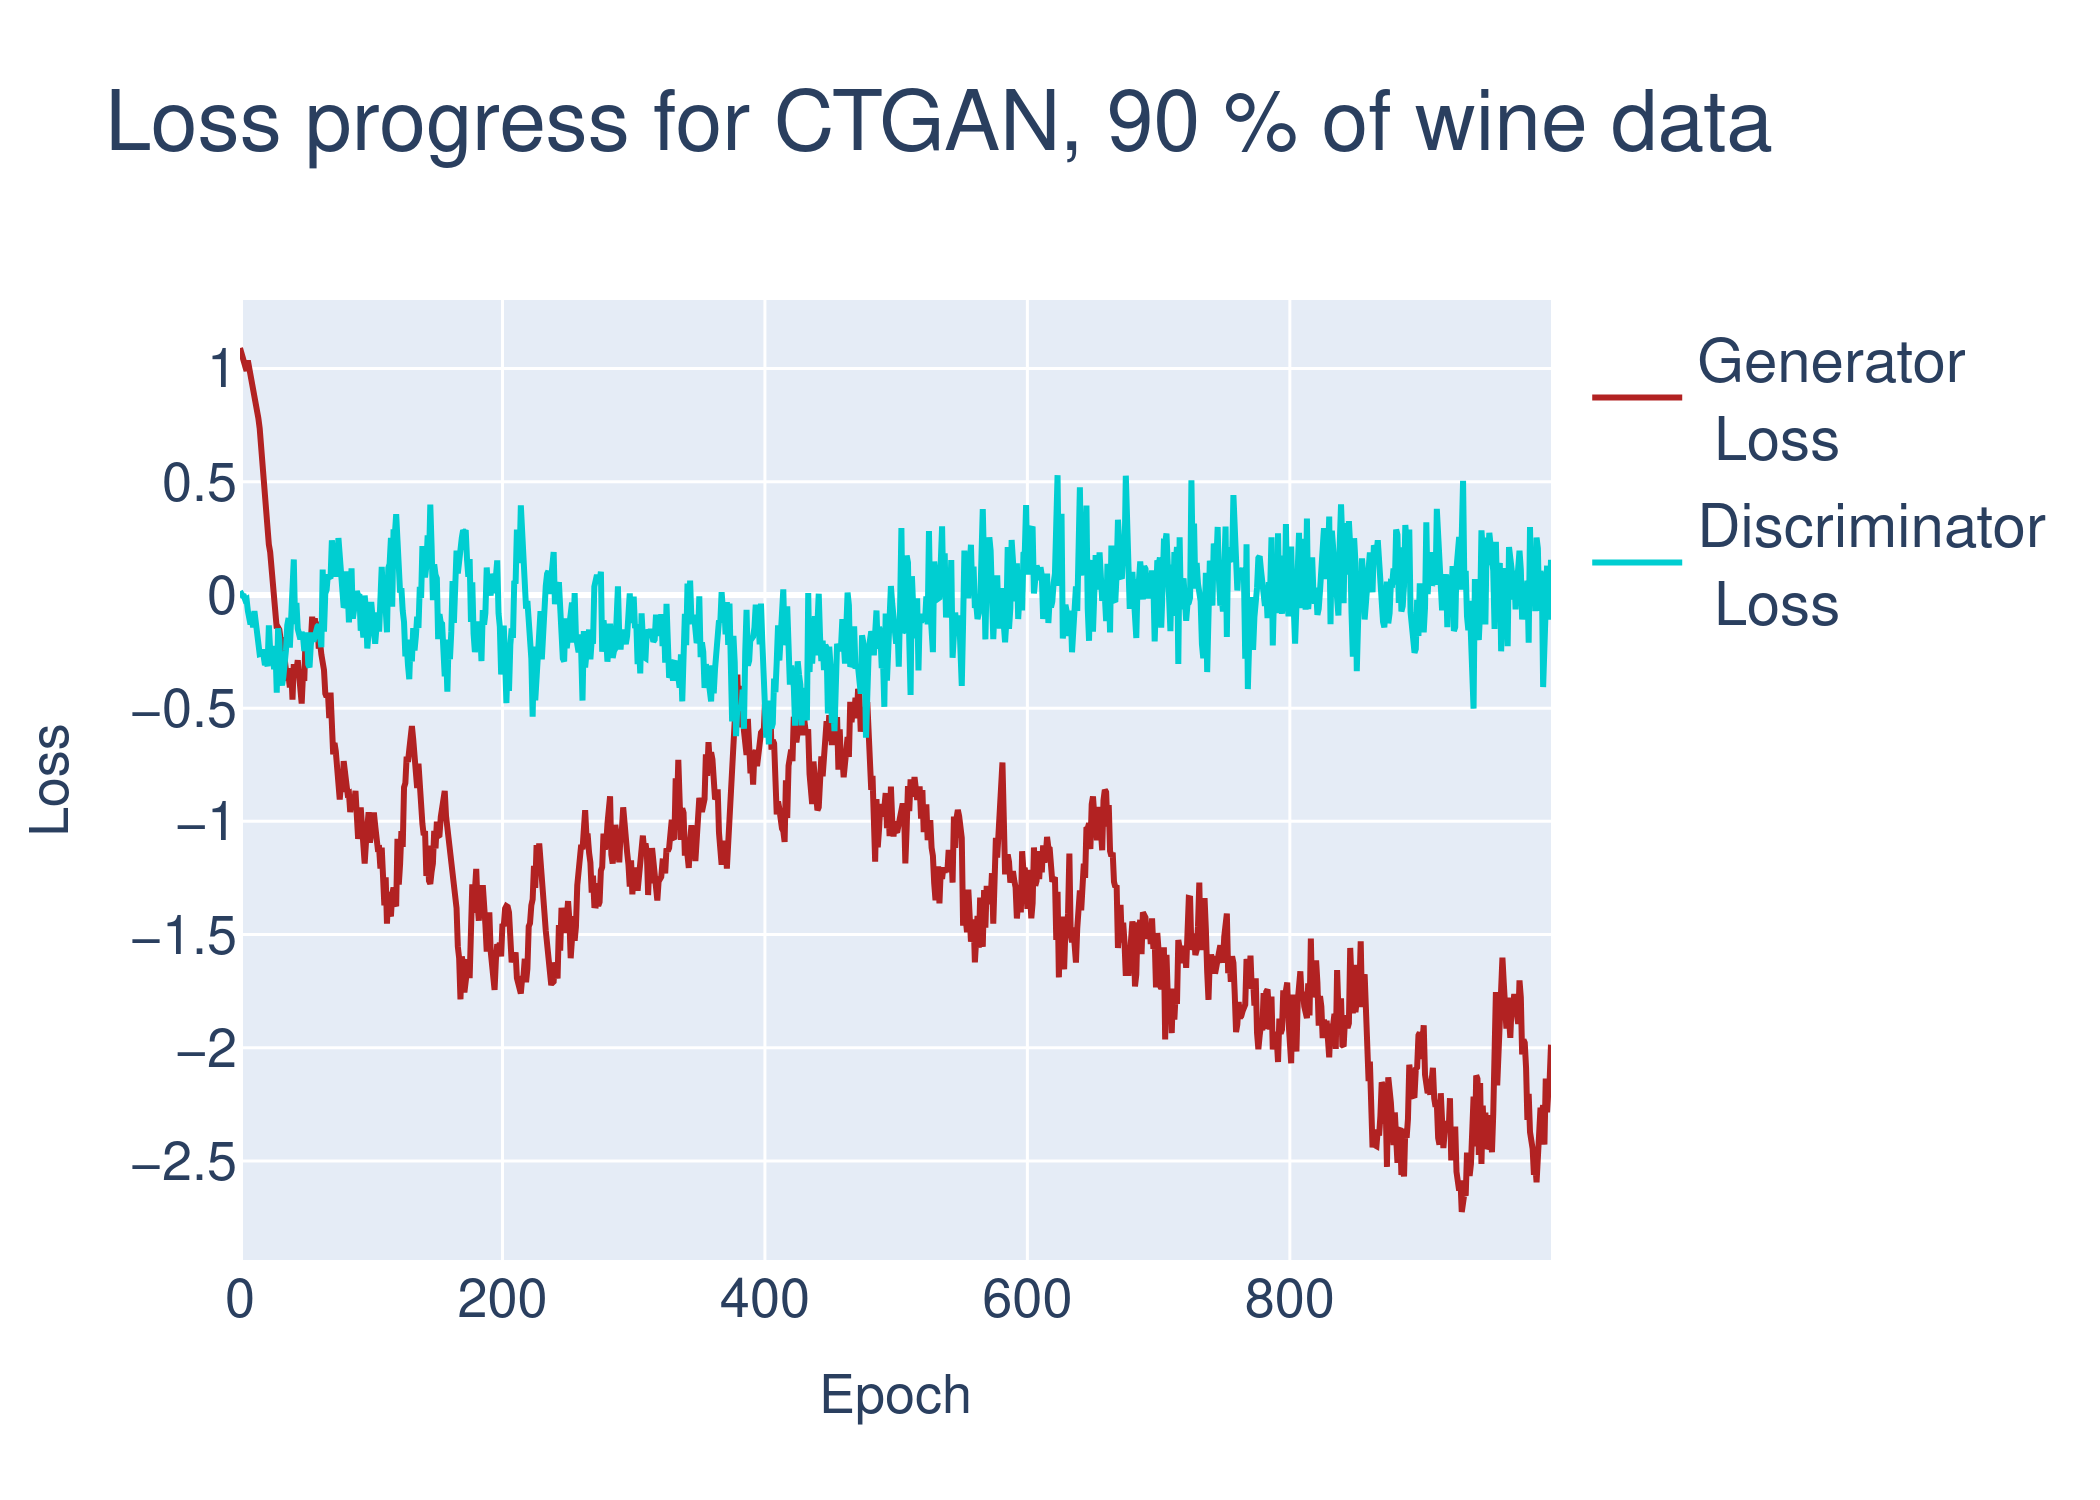 Loss progress for CTGAN, 90 % of wine data
Generator
Loss
Discriminator
Loss
1
0.5
0
−0.5
−1
−1.5
−2
−2.5
Loss
0 200 400 600 800
Epoch